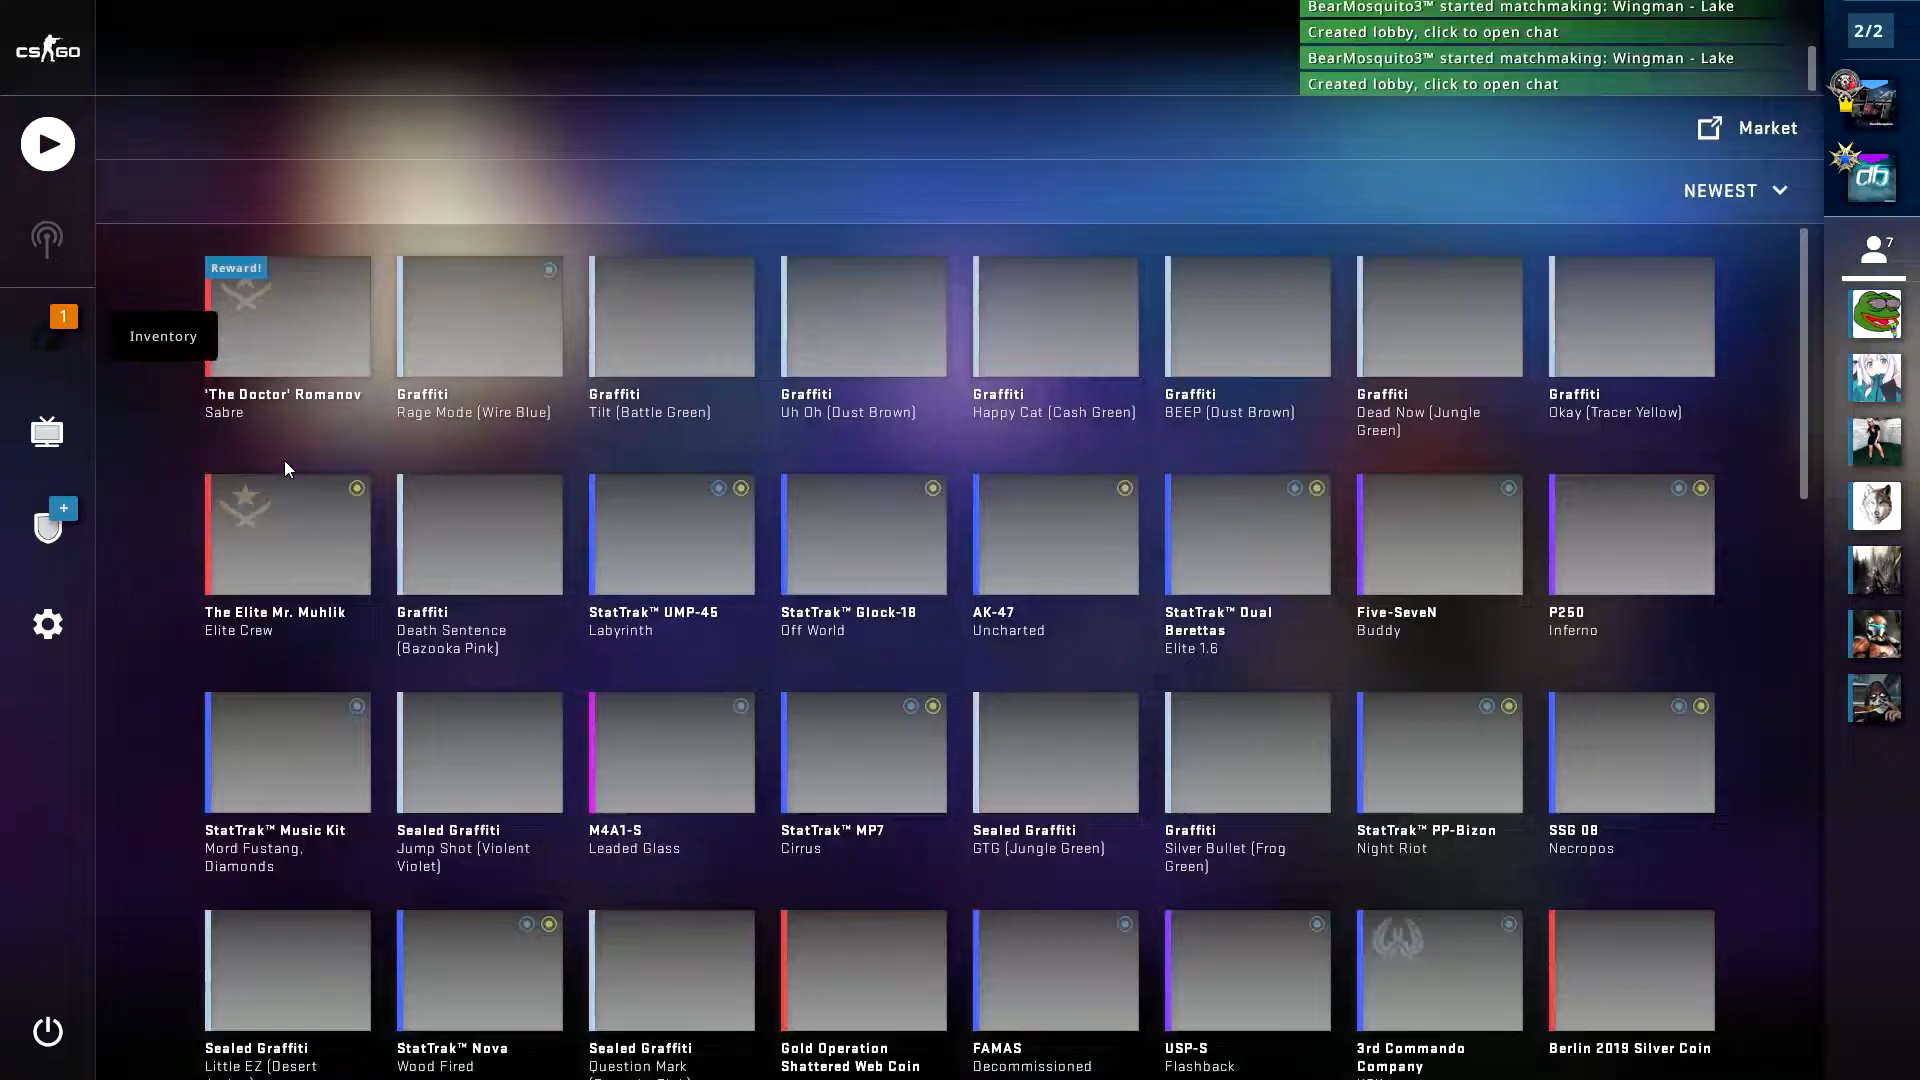 BearMosquito3™ started matchmaking: Wingman - Lake
Created lobby, click to open chat
BearMosquito3™ started matchmaking: Wingman - Lake
Created lobby, click to open chat
2/2
CS GO
Market
NEWEST
7
1
Inventory
+
Reward!
'The Doctor' Romanov
Sabre
Graffiti
Rage Mode (Wire Blue)
Graffiti
Tilt (Battle Green)
Graffiti
Uh Oh (Dust Brown)
Graffiti
Happy Cat (Cash Green)
Graffiti
BEEP (Dust Brown)
Graffiti
Dead Now (Jungle
Green)
Graffiti
Okay (Tracer Yellow)
The Elite Mr. Muhlik
Elite Crew
Graffiti
Death Sentence
(Bazooka Pink)
StatTrak™ UMP-45
Labyrinth
StatTrak™ Glock-18
Off World
AK-47
Uncharted
StatTrak™ Dual
Berettas
Elite 1.6
Five-SeveN
Buddy
P250
Inferno
StatTrak™ Music Kit
Mord Fustang,
Diamonds
Sealed Graffiti
Jump Shot (Violent
Violet)
M4A1-S
Leaded Glass
StatTrak™ MP7
Cirrus
Sealed Graffiti
GTG (Jungle Green)
Graffiti
Silver Bullet (Frog
Green)
StatTrak™ PP-Bizon
Night Riot
SSG 08
Necropos
Sealed Graffiti
Little EZ (Desert
StatTrak™ Nova
Wood Fired
Sealed Graffiti
Question Mark
Gold Operation
Shattered Web Coin
FAMAS
Decommissioned
USP-S
Flashback
3rd Commando
Company
Berlin 2019 Silver Coin